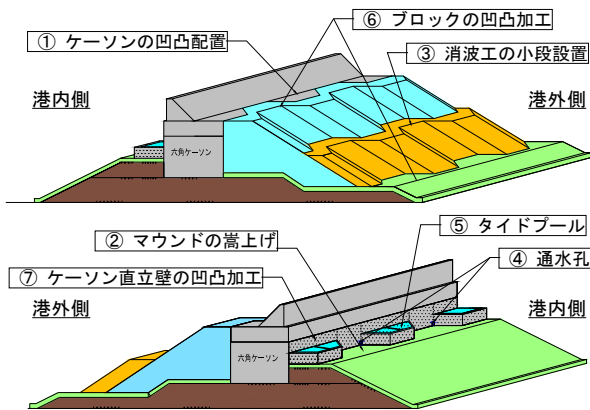 ⑥ ブロックの凹凸加工
① ケーソンの凹凸配置
③ 消波工の小段設置
港内側
港外側
六角ケーソン
⑤ タイドプール
② マウンドの嵩上げ
④ 通水孔
⑦ ケーソン直立壁の凹凸加工
港外側
港内側
六角ケーソン